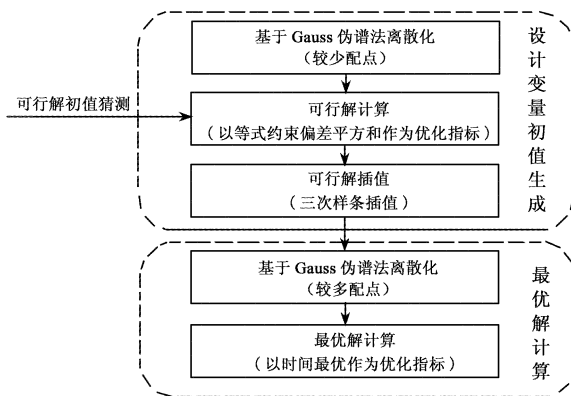 基于 Gauss 伪谱法离散化
（较少配点）
可行解初值猜测
可行解计算
（以等式约束偏差平方和作为优化指标）
可行解插值
（三次样条插值）
设计变量初值生成
基于 Gauss 伪谱法离散化
（较多配点）
最优解计算
（以时间最优作为优化指标）
最优解计算